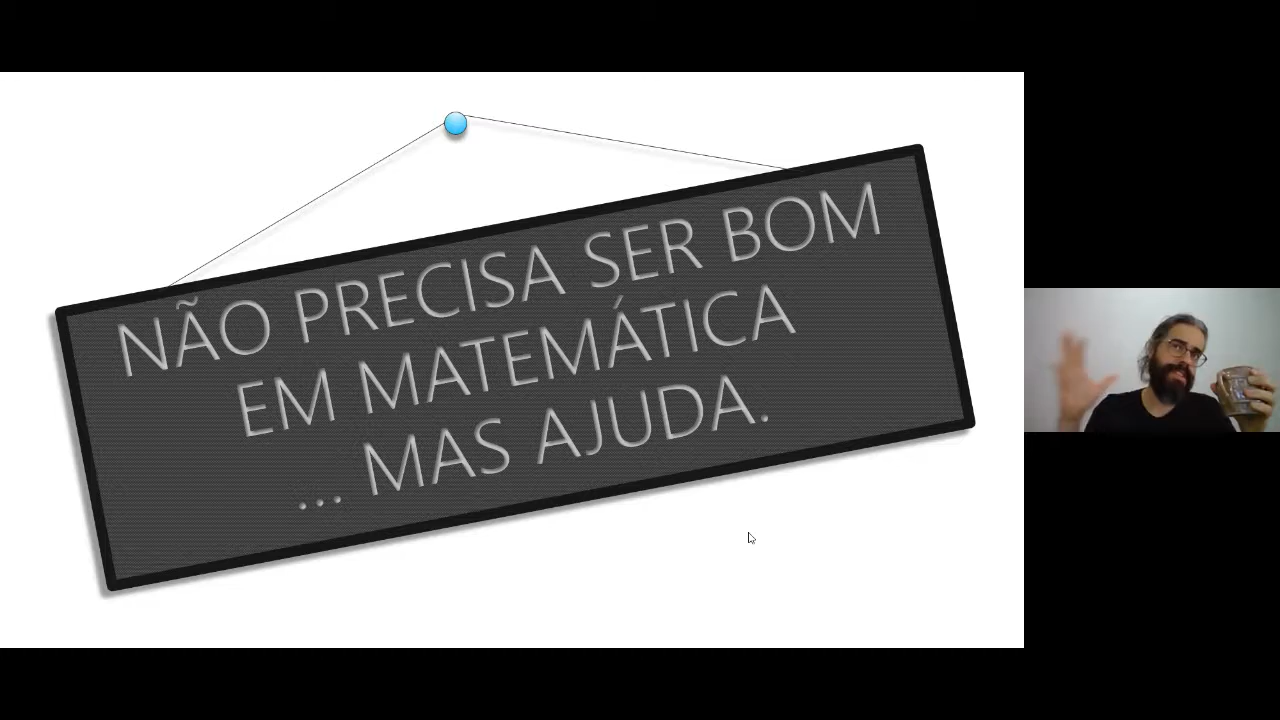 NÃO PRECISA SER BOM
EM MATEMÁTICA
... MAS AJUDA.